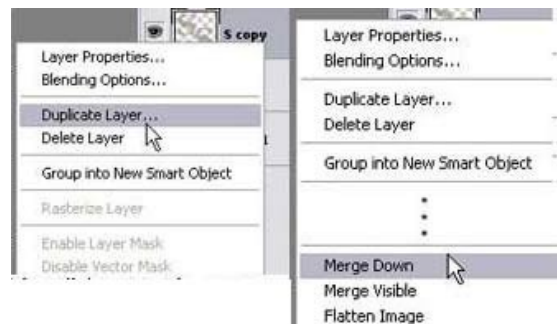 S copy
Layer Properties...
Blending Options...
Duplicate Layer...
Delete Layer
Group into New Smart Object
Rasterize Layer
Enable Layer Mask
Disable Vector Mask
Layer Properties...
Blending Options...
Duplicate Layer...
Delete Layer
Group into New Smart Object
Merge Down
Merge Visible
Flatten Image